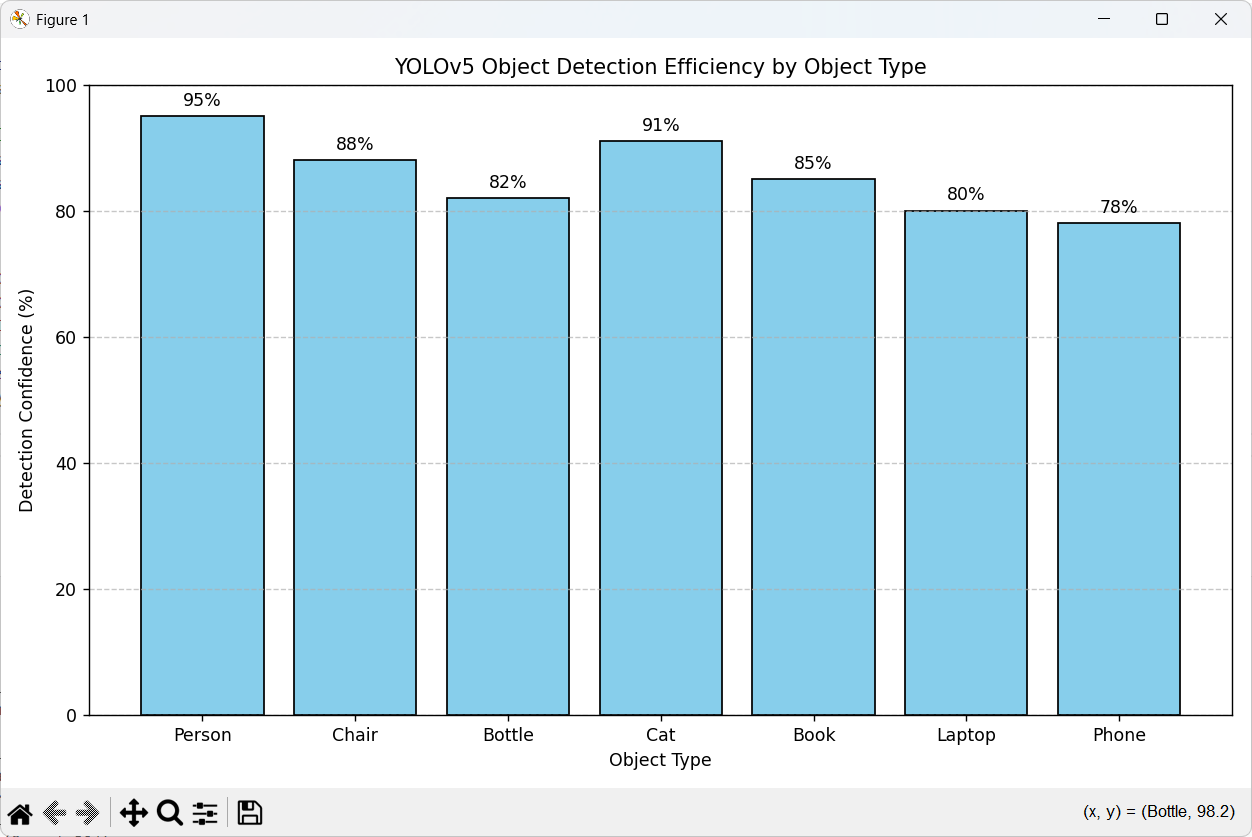 Figure 1
YOLOv5 Object Detection Efficiency by Object Type
100
80
60
40
20
0
Detection Confidence (%)
95%
88%
82%
91%
85%
80%
78%
Person
Chair
Bottle
Cat
Book
Laptop
Phone
Object Type
(x, y) = (Bottle, 98.2)